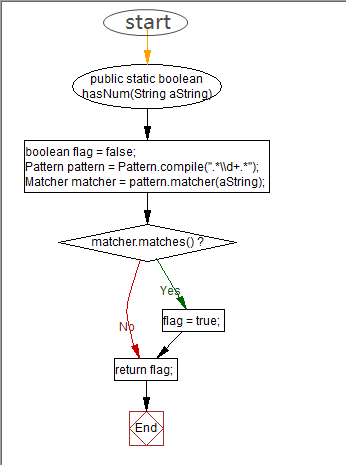 start
public static boolean
hasNum(String aString)
boolean flag = false;
Pattern pattern = Pattern.compile(".*\\d+.*");
Matcher matcher = pattern.matcher(aString);
matcher.matches() ?
Yes
flag = true;
No
return flag;
End